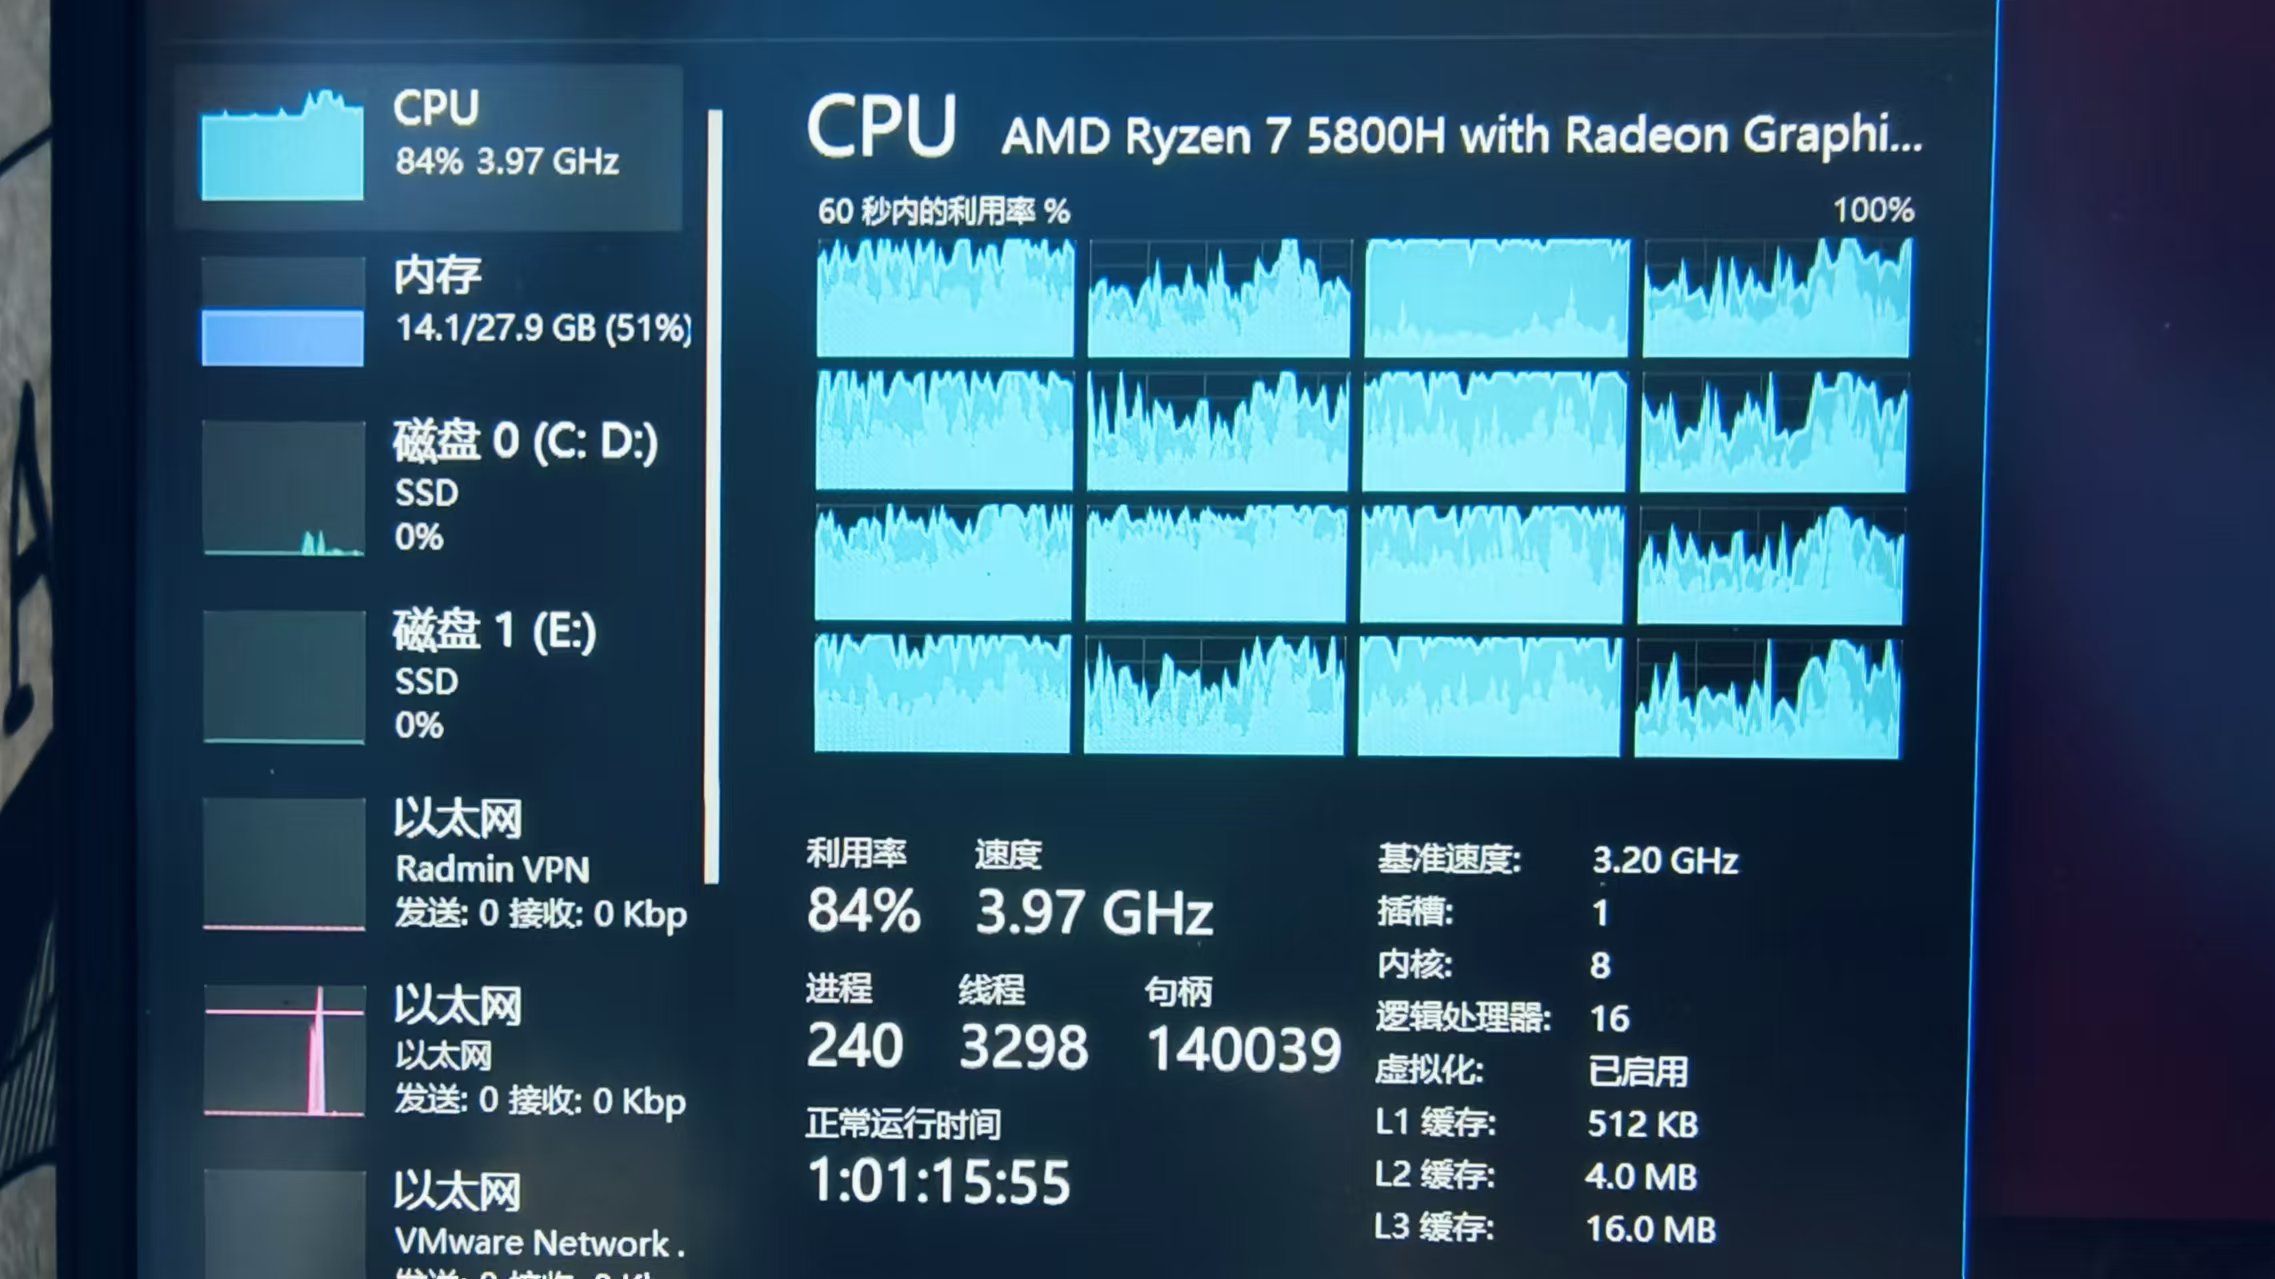 CPU
84% 3.97 GHz
内存
14.1/27.9 GB (51%)
磁盘 0 (C: D:)
SSD
0%
磁盘 1 (E:)
SSD
0%
以太网
Radmin VPN
发送: 0 接收: 0 Kbp
以太网
以太网
发送: 0 接收: 0 Kbp
以太网
VMware Network .
CPU AMD Ryzen 7 5800H with Radeon Graphi...
60 秒内的利用率 % 100%
利用率 速度
84% 3.97 GHz
进程 线程 句柄
240 3298 140039
正常运行时间
1:01:15:55
基准速度: 3.20 GHz
插槽: 1
内核: 8
逻辑处理器: 16
虚拟化: 已启用
L1 缓存: 512 KB
L2 缓存: 4.0 MB
L3 缓存: 16.0 MB